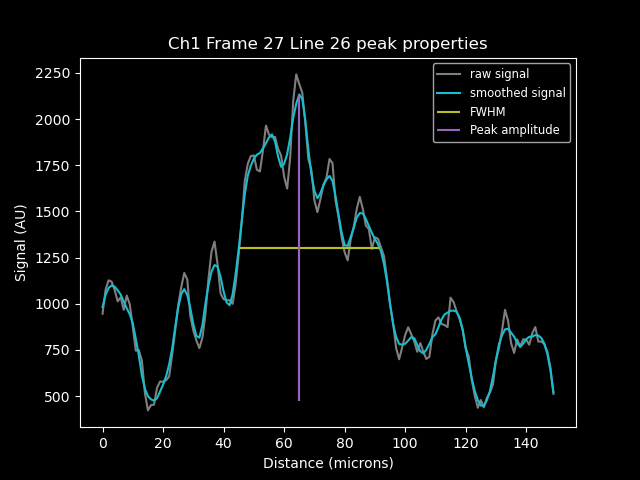 Ch1 Frame 27 Line 26 peak properties
raw signal
smoothed signal
FWHM
Peak amplitude
Signal (AU)
2250
2000
1750
1500
1250
1000
750
500
0 20 40 60 80 100 120 140
Distance (microns)